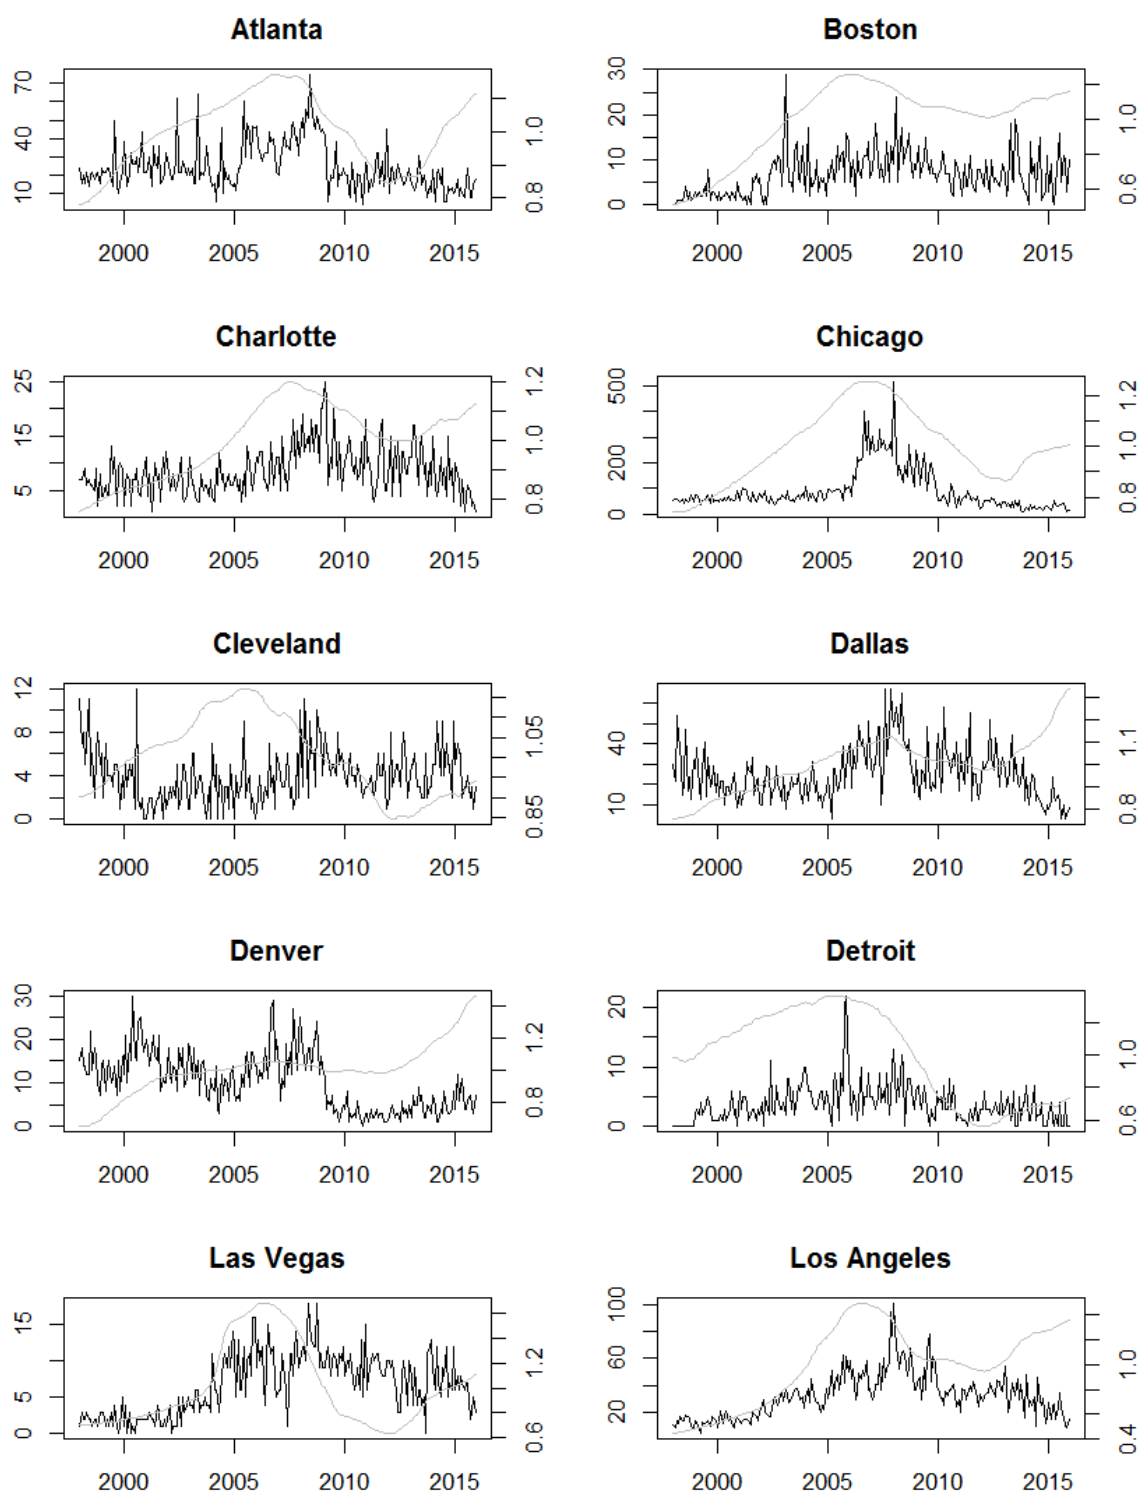 Atlanta Boston
70 40 10 1.0 0.8 30 20 10 0 1.0 0.6
2000 2005 2010 2015 2000 2005 2010 2015
Charlotte Chicago
25 15 5 1.2 1.0 0.8 500 200 0 1.2 1.0 0.8
2000 2005 2010 2015 2000 2005 2010 2015
Cleveland Dallas
12 8 4 0 1.05 0.85 40 10 1.1 0.8
2000 2005 2010 2015 2000 2005 2010 2015
Denver Detroit
30 20 10 0 1.2 0.8 20 10 0 1.0 0.6
2000 2005 2010 2015 2000 2005 2010 2015
Las Vegas Los Angeles
15 5 0 1.2 0.6 100 60 20 1.0 0.4
2000 2005 2010 2015 2000 2005 2010 2015